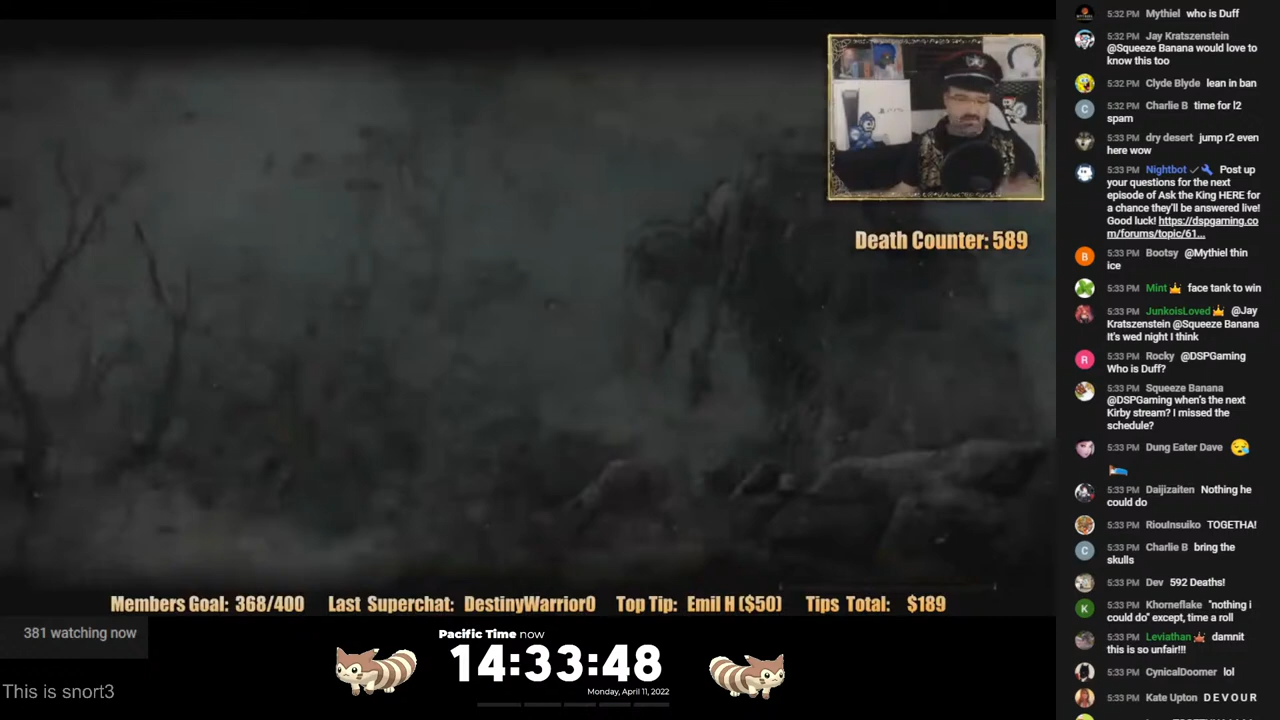 Death Counter: 589
Members Goal: 368/400 Last Superchat: DestinyWarrior0 Top Tip: Emil H ($50) Tips Total: $189
381 watching now
This is snort3
Pacific Time now
14:33:48
Monday, April 11, 2022
5:32 PM Mythiel who is Duff
5:32 PM Jay Kratszenstein
@Squeeze Banana would love to
know this too
5:32 PM Clyde Blyde lean in ban
5:32 PM Charlie B time for l2
spam
5:33 PM dry desert jump r2 even
here wow
5:33 PM Nightbot Post up
your questions for the next
episode of Ask the King HERE for
a chance they'll be answered live!
Good luck! https://dspgaming.co
m/forums/topic/61...
5:33 PM Bootsy @Mythiel thin
ice
5:33 PM Mint face tank to win
5:33 PM JunkoisLoved @Jay
Kratszenstein @Squeeze Banana
It's wed night I think
5:33 PM Rocky @DSPGaming
Who is Duff?
5:33 PM Squeeze Banana
@DSPGaming when's the next
Kirby stream? I missed the
schedule?
5:33 PM Dung Eater Dave
5:33 PM Daijizaiten Nothing he
could do
5:33 PM RiouInsuiko TOGETHA!
5:33 PM Charlie B bring the
skulls
5:33 PM Dev 592 Deaths!
5:33 PM Khorneflake "nothing i
could do" except, time a roll
5:33 PM Leviathan damnit
this is so unfair!!!
5:33 PM CynicalDoomer lol
5:33 PM Kate Upton D E V O U R